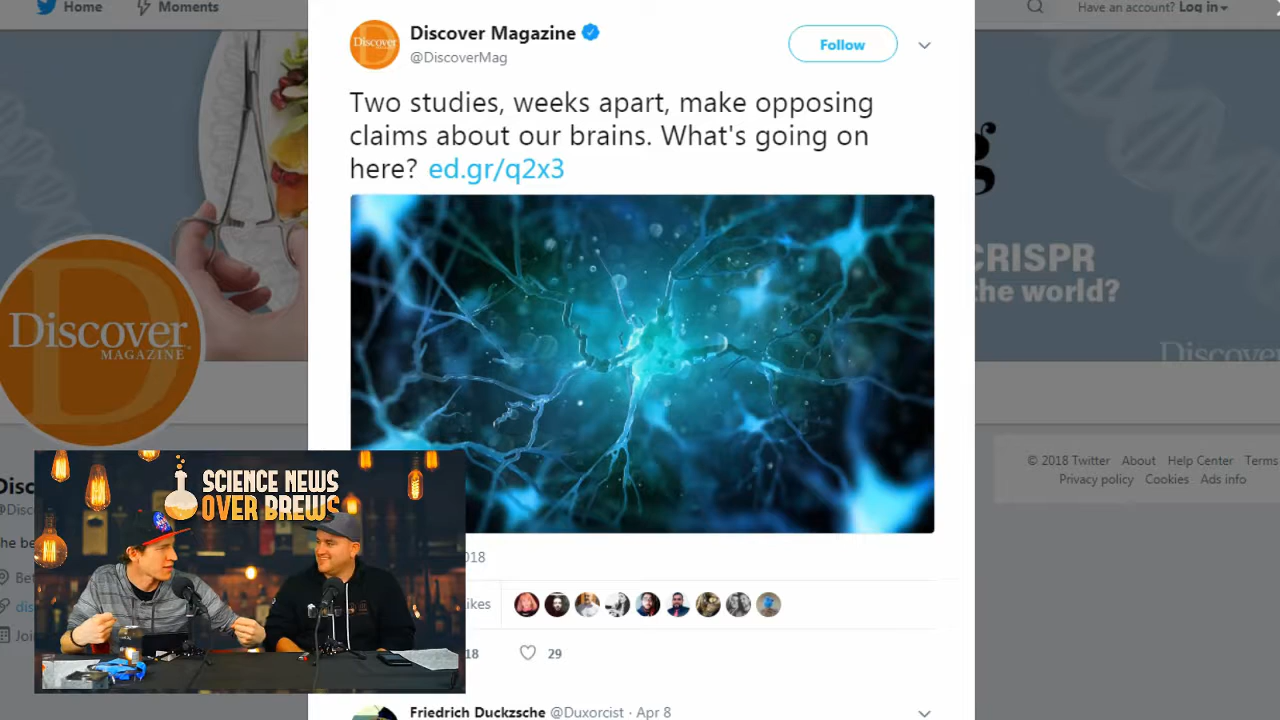 Home
Moments
Have an account? Log in
Discover
Discover Magazine
@DiscoverMag
Follow
Two studies, weeks apart, make opposing
claims about our brains. What's going on
here? ed.gr/q2x3
g
CRISPR
the world?
Discover
MAGAZINE
Discover
© 2018 Twitter About Help Center Terms
Privacy policy Cookies Ads info
Disc
@Disc
he be
Bet
dis
Joi
SCIENCE NEWS
OVER BREWS
018
ikes
18
29
Friedrich Duckzsche @Duxorcist · Apr 8